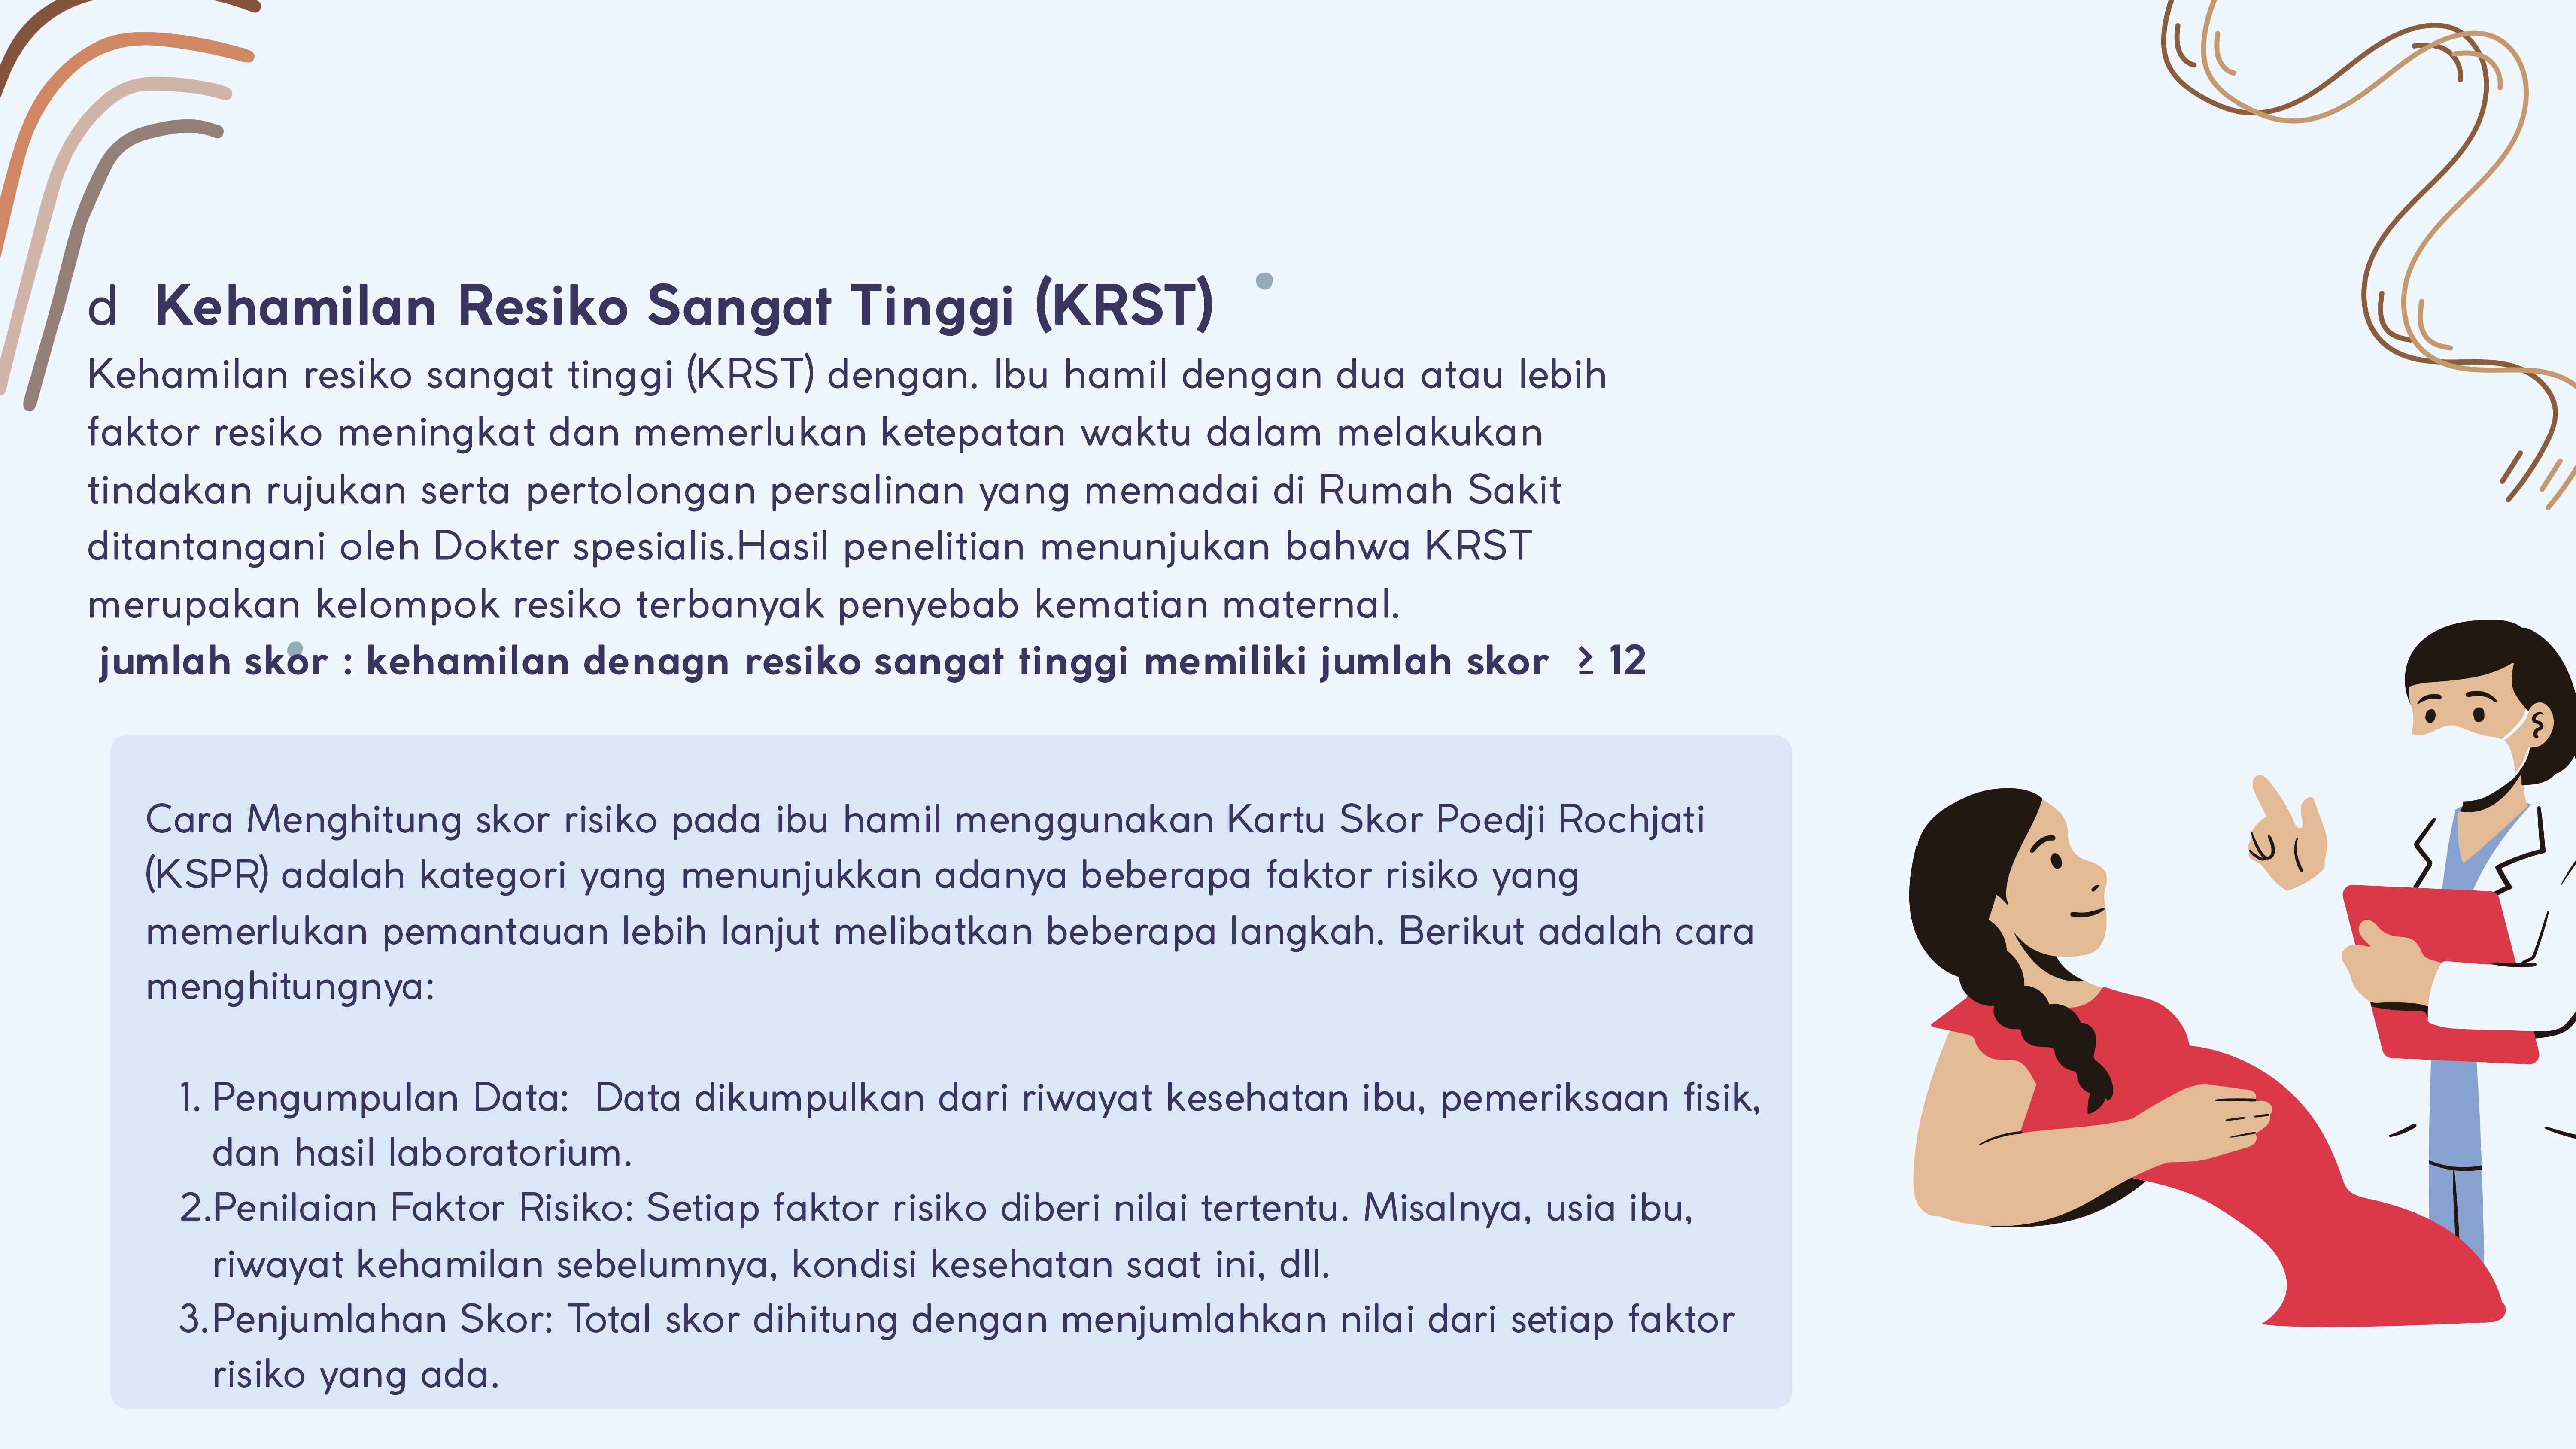 d Kehamilan Resiko Sangat Tinggi (KRST)
Kehamilan resiko sangat tinggi (KRST) dengan. Ibu hamil dengan dua atau lebih
faktor resiko meningkat dan memerlukan ketepatan waktu dalam melakukan
tindakan rujukan serta pertolongan persalinan yang memadai di Rumah Sakit
ditantangani oleh Dokter spesialis.Hasil penelitian menunjukan bahwa KRST
merupakan kelompok resiko terbanyak penyebab kematian maternal.
jumlah skor : kehamilan denagn resiko sangat tinggi memiliki jumlah skor ≥ 12
Cara Menghitung skor risiko pada ibu hamil menggunakan Kartu Skor Poedji Rochjati
(KSPR) adalah kategori yang menunjukkan adanya beberapa faktor risiko yang
memerlukan pemantauan lebih lanjut melibatkan beberapa langkah. Berikut adalah cara
menghitungnya:
1. Pengumpulan Data: Data dikumpulkan dari riwayat kesehatan ibu, pemeriksaan fisik,
dan hasil laboratorium.
2.Penilaian Faktor Risiko: Setiap faktor risiko diberi nilai tertentu. Misalnya, usia ibu,
riwayat kehamilan sebelumnya, kondisi kesehatan saat ini, dll.
3.Penjumlahan Skor: Total skor dihitung dengan menjumlahkan nilai dari setiap faktor
risiko yang ada.